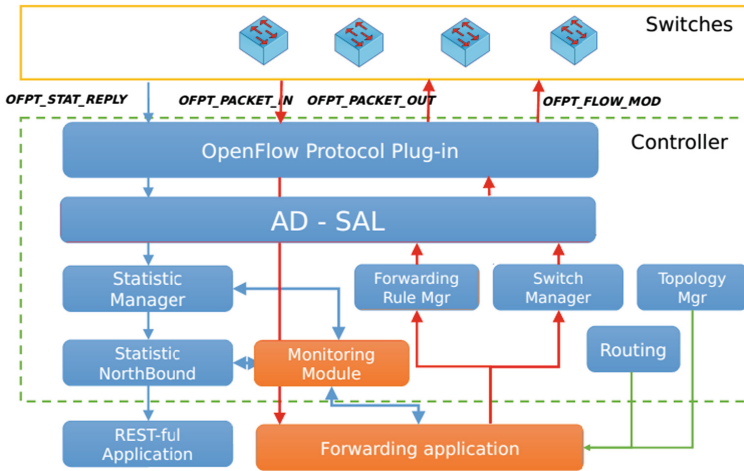 Switches
OFPT_STAT_REPLY
OFPT_PACKET_IN
OFPT_PACKET_OUT
OFPT_FLOW_MOD
Controller
OpenFlow Protocol Plug-in
AD - SAL
Statistic
Manager
Forwarding
Rule Mgr
Switch
Manager
Topology
Mgr
Statistic
NorthBound
Monitoring
Module
Routing
REST-ful
Application
Forwarding application